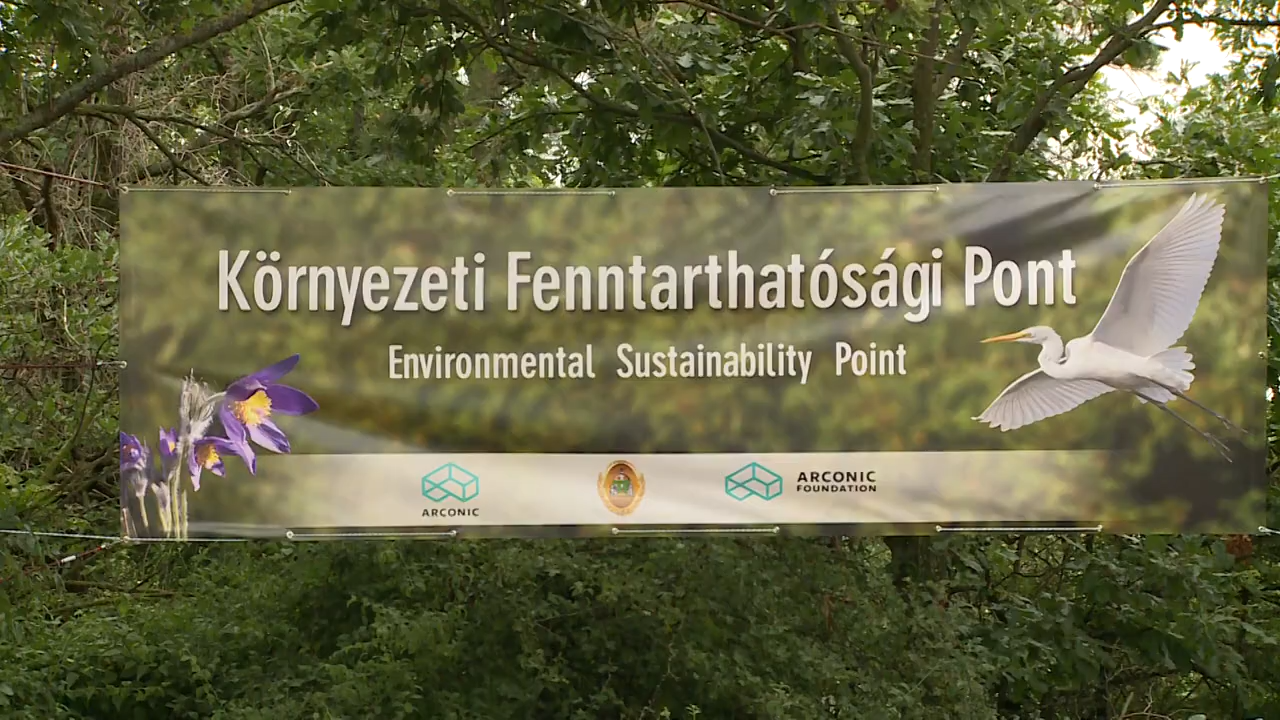 Környezeti Fenntarthatósági Pont
Environmental Sustainability Point
ARCONIC
ARCONIC
FOUNDATION